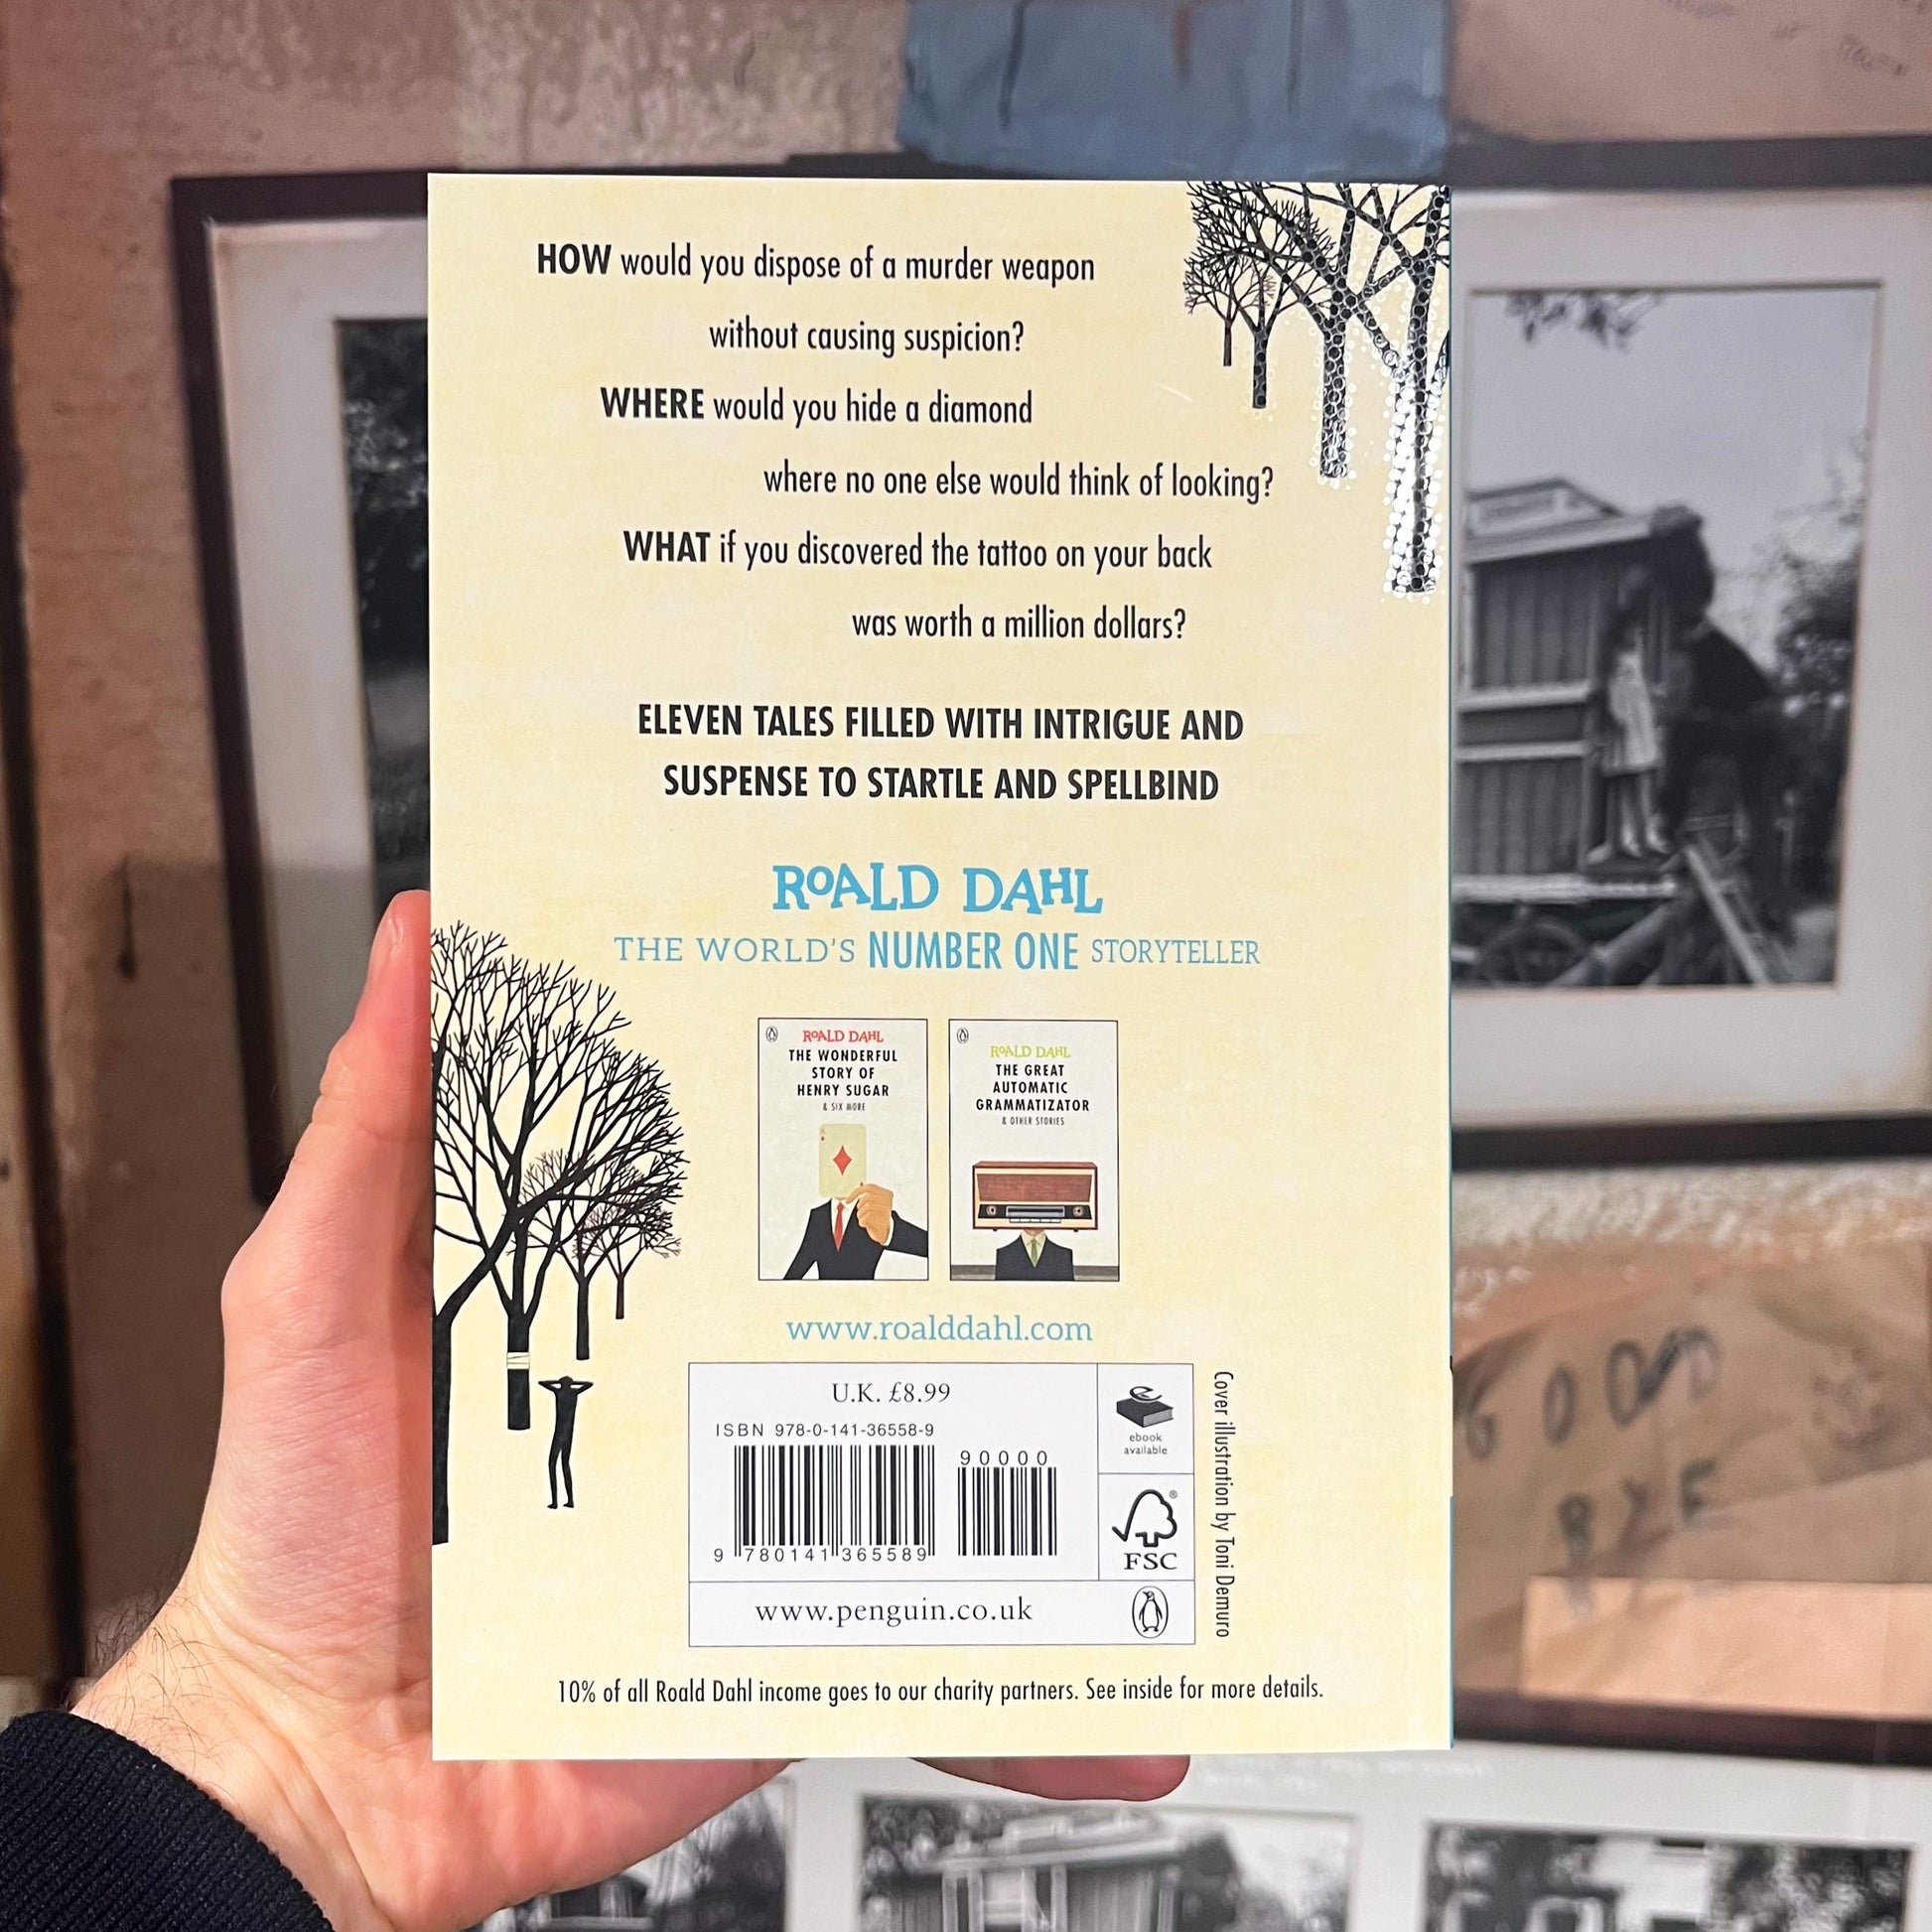 HOW would you dispose of a murder weapon
without causing suspicion?
WHERE would you hide a diamond
where no one else would think of looking?
WHAT if you discovered the tattoo on your back
was worth a million dollars?
ELEVEN TALES FILLED WITH INTRIGUE AND
SUSPENSE TO STARTLE AND SPELLBIND
ROALD DAHL
THE WORLD'S NUMBER ONE STORYTELLER
ROALD DAHL
THE WONDERFUL
STORY OF
HENRY SUGAR
& SIX MORE
ROALD DAHL
THE GREAT
AUTOMATIC
GRAMMATIZATOR
& OTHER STORIES
www.roalddahl.com
U.K. £8.99
ISBN 978-0-141-36558-9
90000
9 780141 365589
ebook
available
FSC
®
www.penguin.co.uk
Cover illustration by Toni Demuro
10% of all Roald Dahl income goes to our charity partners. See inside for more details.